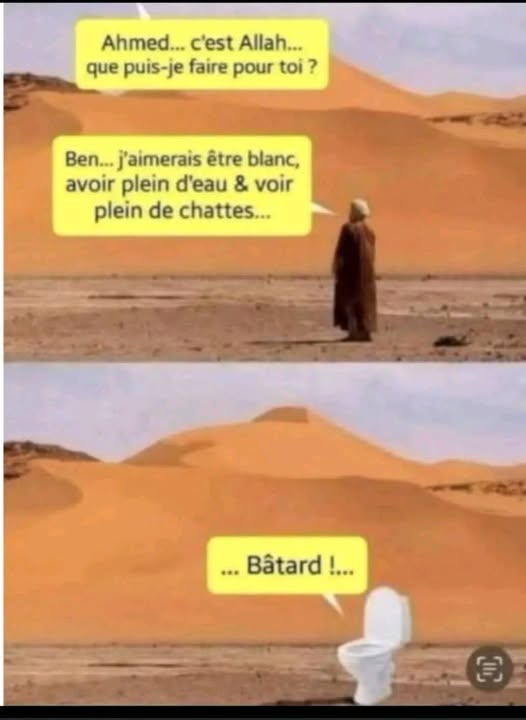 Ahmed... c'est Allah...
que puis-je faire pour toi ?
Ben... j'aimerais être blanc,
avoir plein d'eau & voir
plein de chattes...
... Bâtard !...